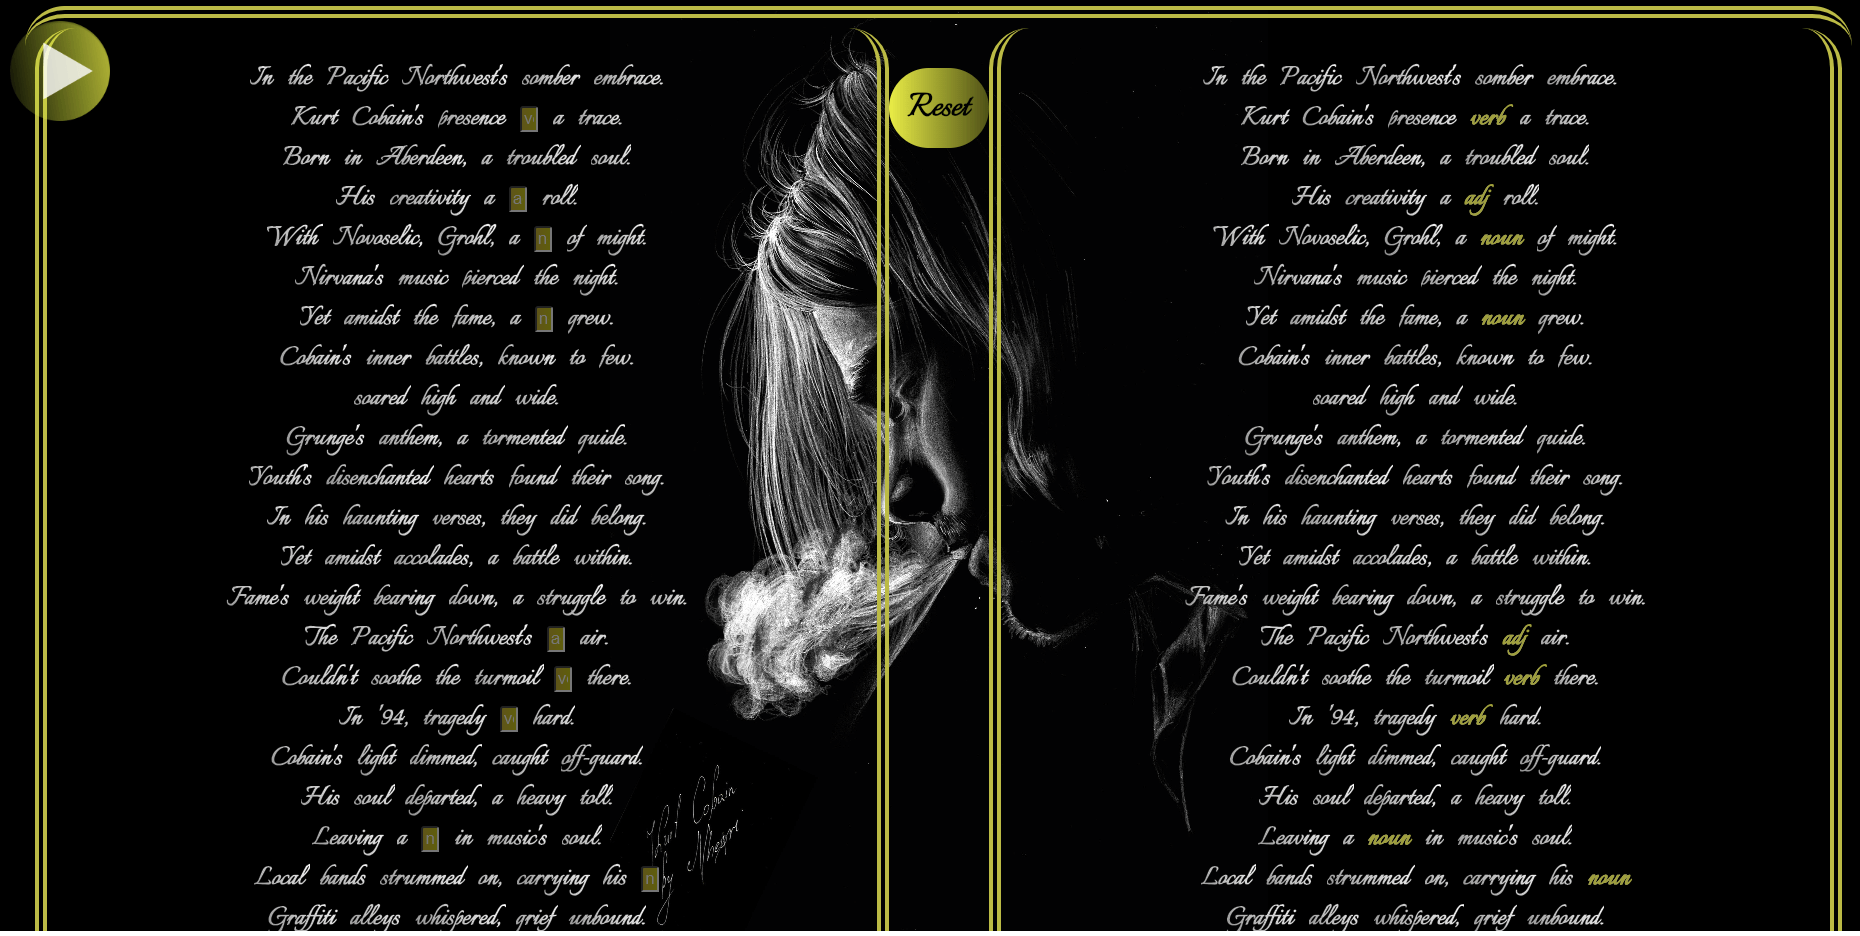 In the Pacific Northwest's somber embrace.
Kurt Cobain's presence v a trace.
Born in Aberdeen, a troubled soul.
His creativity a a roll.
With Novoselic, Grohl, a n of might.
Nirvana's music pierced the night.
Yet amidst the fame, a n grew.
Cobain's inner battles, known to few.
soared high and wide.
Grunge's anthem, a tormented guide.
Youth's disenchanted hearts found their song.
In his haunting verses, they did belong.
Yet amidst accolades, a battle within.
Fame's weight bearing down, a struggle to win.
The Pacific Northwest's a air.
Couldn't soothe the turmoil v there.
In '94, tragedy v hard.
Cobain's light dimmed, caught off-guard.
His soul departed, a heavy toll.
Leaving a n in music's soul.
Local bands strummed on, carrying his n
Graffiti alleys whispered, grief unbound.
Kurt Cobain
by
Reset
In the Pacific Northwest's somber embrace.
Kurt Cobain's presence verb a trace.
Born in Aberdeen, a troubled soul.
His creativity a adj roll.
With Novoselic, Grohl, a noun of might.
Nirvana's music pierced the night.
Yet amidst the fame, a noun grew.
Cobain's inner battles, known to few.
soared high and wide.
Grunge's anthem, a tormented guide.
Youth's disenchanted hearts found their song.
In his haunting verses, they did belong.
Yet amidst accolades, a battle within.
Fame's weight bearing down, a struggle to win.
The Pacific Northwest's adj air.
Couldn't soothe the turmoil verb there.
In '94, tragedy verb hard.
Cobain's light dimmed, caught off-guard.
His soul departed, a heavy toll.
Leaving a noun in music's soul.
Local bands strummed on, carrying his noun
Graffiti alleys whispered, grief unbound.